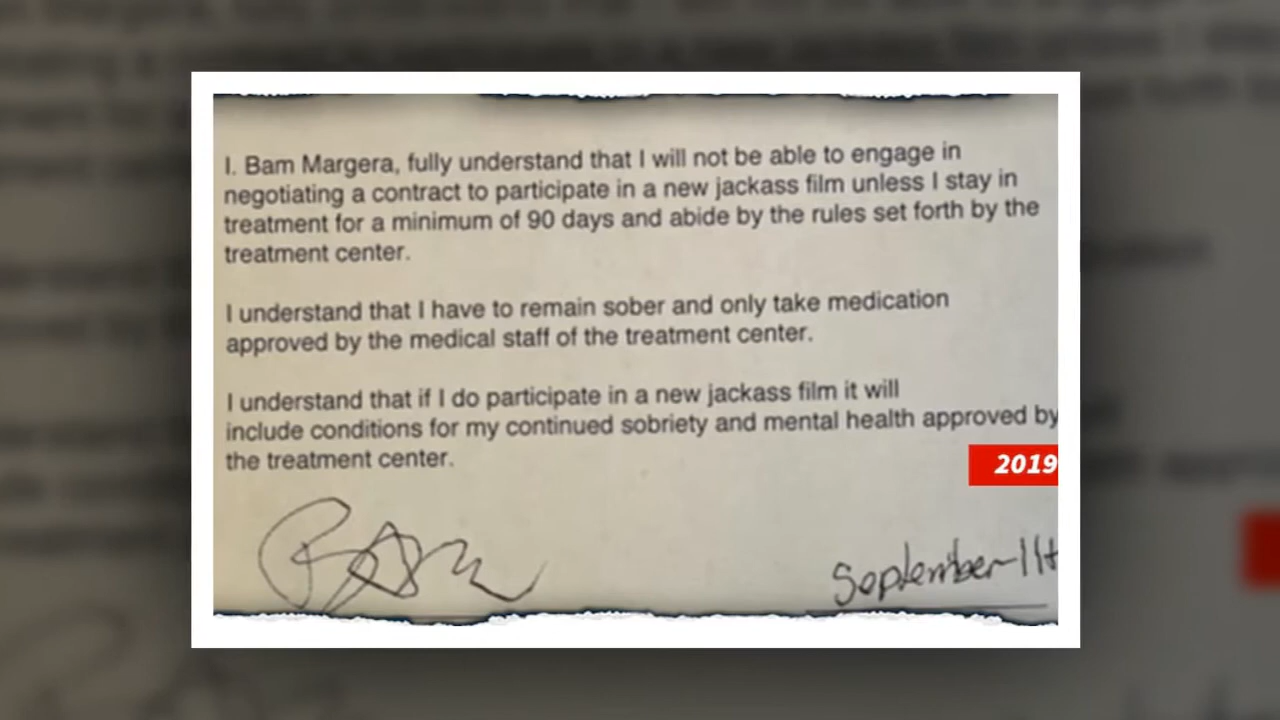 I. Bam Margera, fully understand that I will not be able to engage in
negotiating a contract to participate in a new jackass film unless I stay in
treatment for a minimum of 90 days and abide by the rules set forth by the
treatment center.
I understand that I have to remain sober and only take medication
approved by the medical staff of the treatment center.
I understand that if I do participate in a new jackass film it will
include conditions for my continued sobriety and mental health approved by
the treatment center.
2019
BAM
September 11t